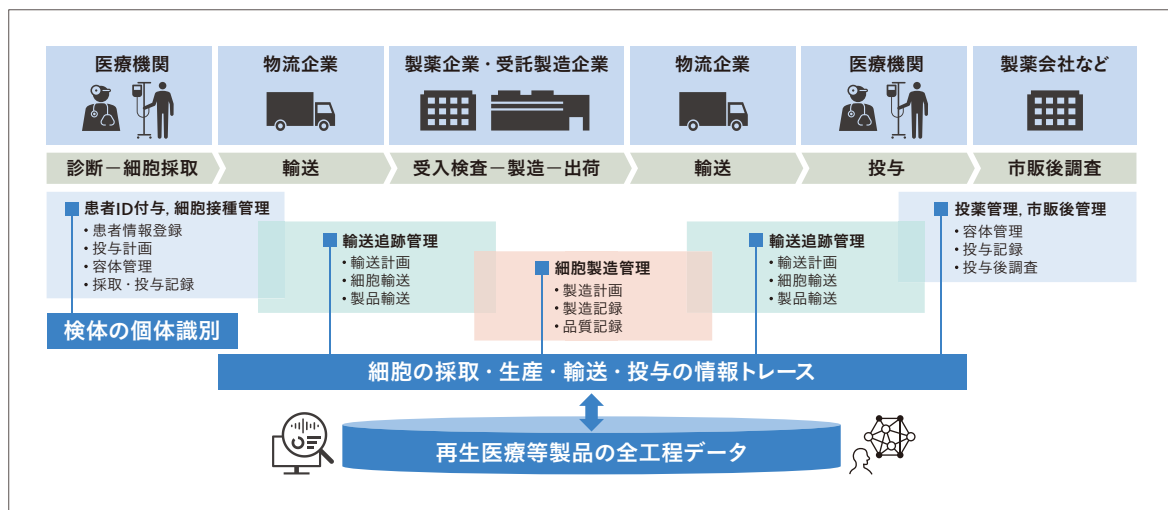 医療機関
物流企業
製薬企業・受託製造企業
物流企業
医療機関
製薬会社など
診断－細胞採取
輸送
受入検査－製造－出荷
輸送
投与
市販後調査
患者ID付与, 細胞接種管理
・患者情報登録
・投与計画
・容体管理
・採取・投与記録
輸送追跡管理
・輸送計画
・細胞輸送
・製品輸送
細胞製造管理
・製造計画
・製造記録
・品質記録
輸送追跡管理
・輸送計画
・細胞輸送
・製品輸送
投薬管理, 市販後管理
・容体管理
・投与記録
・投与後調査
検体の個体識別
細胞の採取・生産・輸送・投与の情報トレース
再生医療等製品の全工程データ